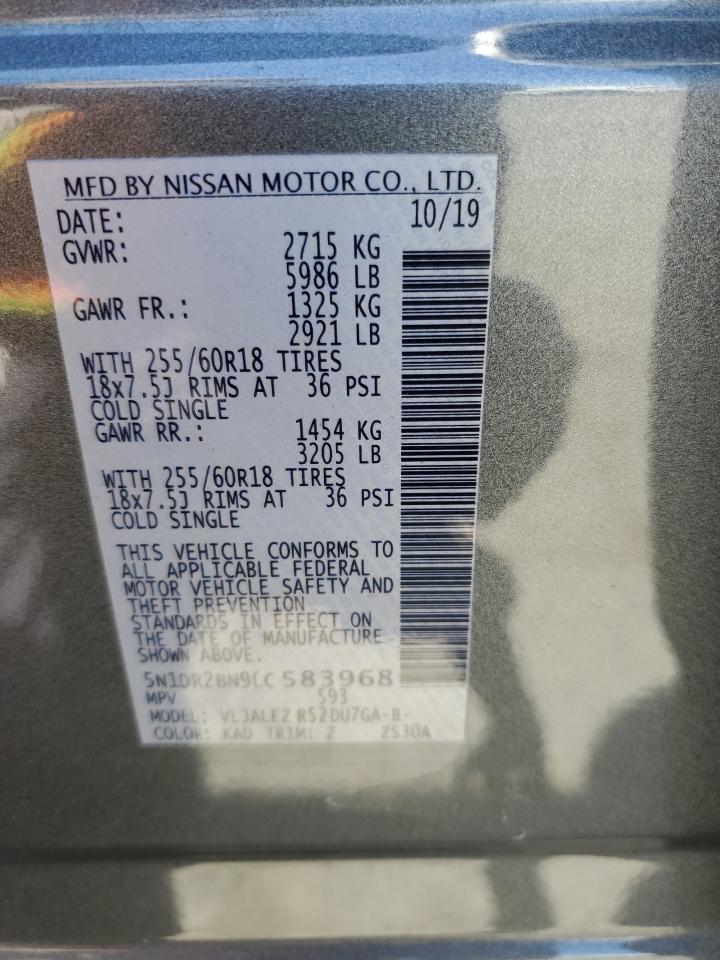 MFD BY NISSAN MOTOR CO., LTD.
DATE: 10/19
GVWR: 2715 KG
5986 LB
GAWR FR.: 1325 KG
2921 LB
WITH 255/60R18 TIRES
18x7.5J RIMS AT 36 PSI
COLD SINGLE
GAWR RR.: 1454 KG
3205 LB
WITH 255/60R18 TIRES
18x7.5J RIMS AT 36 PSI
COLD SINGLE
THIS VEHICLE CONFORMS TO
ALL APPLICABLE FEDERAL
MOTOR VEHICLE SAFETY AND
THEFT PREVENTION
STANDARDS IN EFFECT ON
THE DATE OF MANUFACTURE
SHOWN ABOVE.
5N1DR2BN9LC583968
MPV 593
MODEL: VLJALEZ R52DU7GA-B-
COLOR: KAD TRIM: Z ZS30A